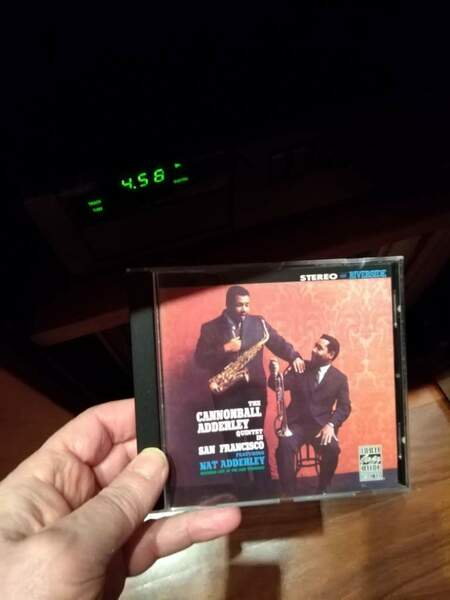 4.58
STEREO
RIVERSIDE
THE
CANNONBALL
ADDERLEY
QUINTET
IN
SAN FRANCISCO
FEATURING
NAT ADDERLEY